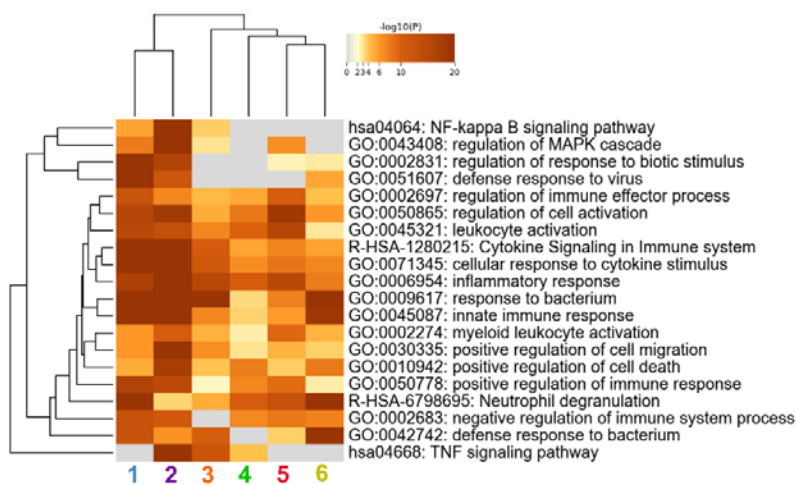 -log10(P)
0 2 3 4 6 10 20
hsa04064: NF-kappa B signaling pathway
GO:0043408: regulation of MAPK cascade
GO:0002831: regulation of response to biotic stimulus
GO:0051607: defense response to virus
GO:0002697: regulation of immune effector process
GO:0050865: regulation of cell activation
GO:0045321: leukocyte activation
R-HSA-1280215: Cytokine Signaling in Immune system
GO:0071345: cellular response to cytokine stimulus
GO:0006954: inflammatory response
GO:0009617: response to bacterium
GO:0045087: innate immune response
GO:0002274: myeloid leukocyte activation
GO:0030335: positive regulation of cell migration
GO:0010942: positive regulation of cell death
GO:0050778: positive regulation of immune response
R-HSA-6798695: Neutrophil degranulation
GO:0002683: negative regulation of immune system process
GO:0042742: defense response to bacterium
hsa04668: TNF signaling pathway
1 2 3 4 5 6